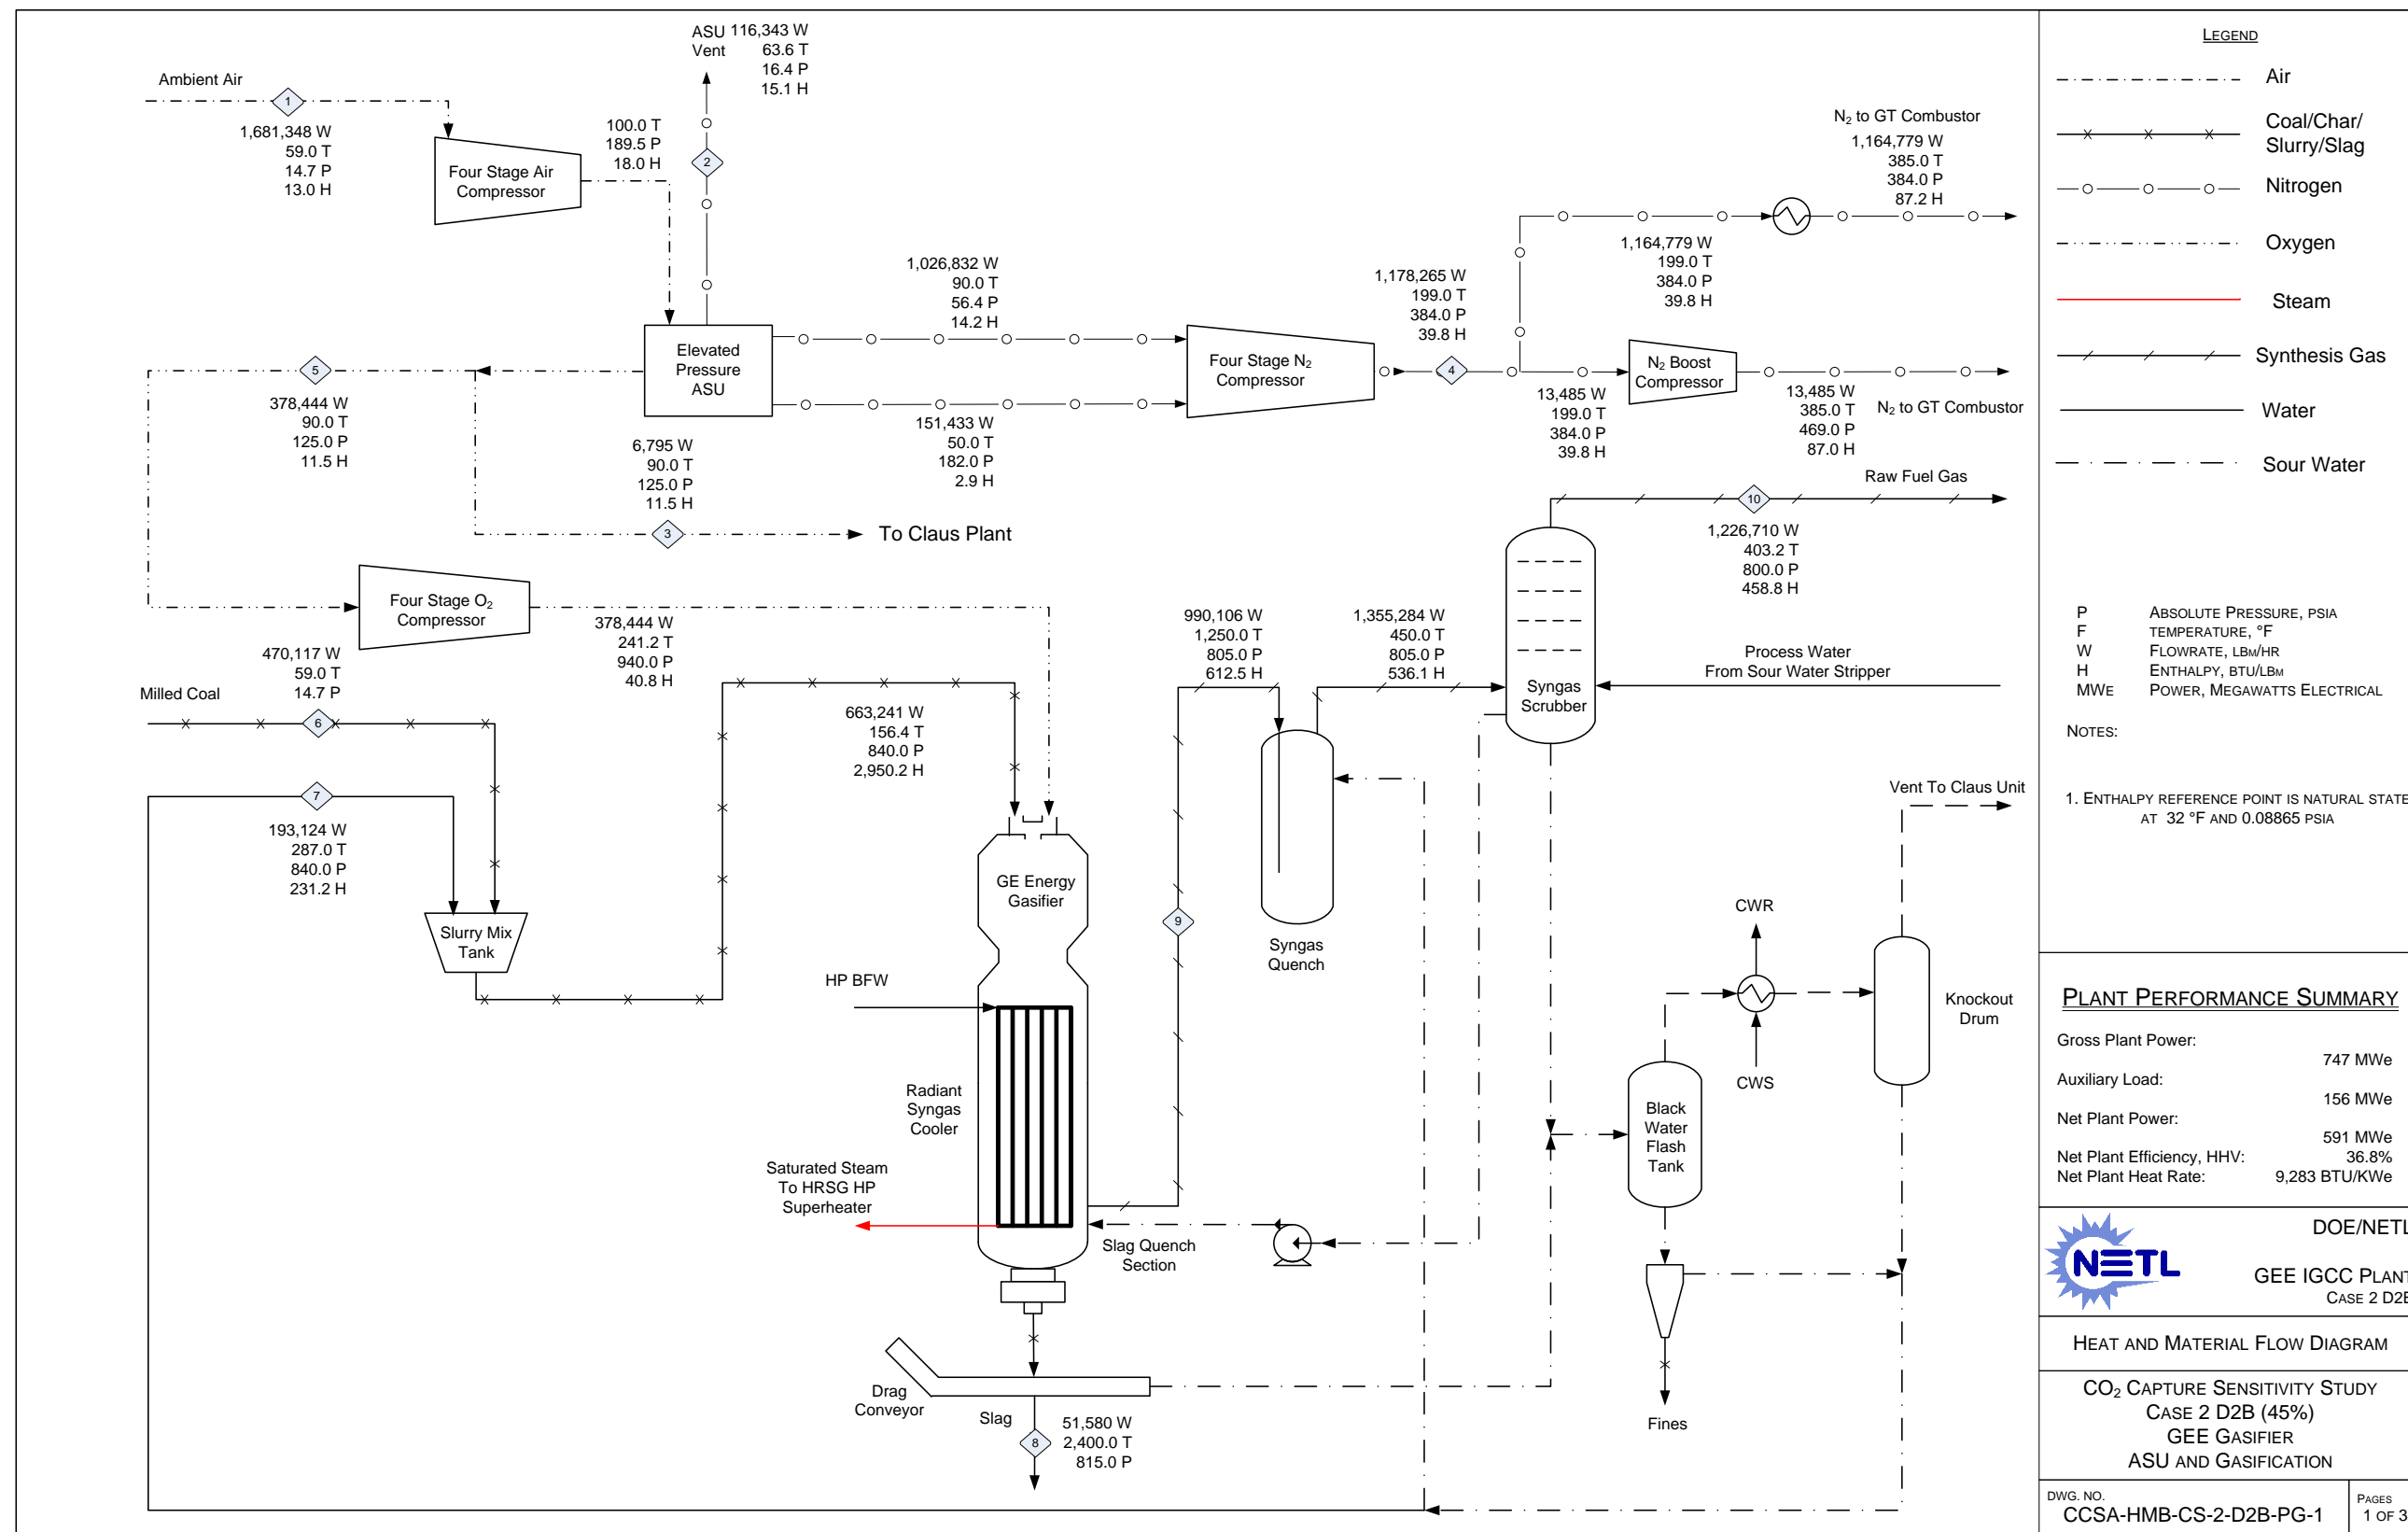 Ambient Air
1
1,681,348 W
59.0 T
14.7 P
13.0 H
Four Stage Air
Compressor
100.0 T
189.5 P
18.0 H
ASU
Vent
116,343 W
63.6 T
16.4 P
15.1 H
2
Elevated
Pressure
ASU
1,026,832 W
90.0 T
56.4 P
14.2 H
151,433 W
50.0 T
182.0 P
2.9 H
Four Stage N2
Compressor
1,178,265 W
199.0 T
384.0 P
39.8 H
4
N2 to GT Combustor
1,164,779 W
385.0 T
384.0 P
87.2 H
1,164,779 W
199.0 T
384.0 P
39.8 H
N2 Boost
Compressor
13,485 W
199.0 T
384.0 P
39.8 H
13,485 W
385.0 T
469.0 P
87.0 H
N2 to GT Combustor
5
378,444 W
90.0 T
125.0 P
11.5 H
6,795 W
90.0 T
125.0 P
11.5 H
3
To Claus Plant
Four Stage O2
Compressor
378,444 W
241.2 T
940.0 P
40.8 H
470,117 W
59.0 T
14.7 P
Milled Coal
6
7
193,124 W
287.0 T
840.0 P
231.2 H
Slurry Mix
Tank
663,241 W
156.4 T
840.0 P
2,950.2 H
GE Energy
Gasifier
HP BFW
Radiant
Syngas
Cooler
Saturated Steam
To HRSG HP
Superheater
Slag Quench
Section
Drag
Conveyor
Slag
8
51,580 W
2,400.0 T
815.0 P
9
990,106 W
1,250.0 T
805.0 P
612.5 H
Syngas
Quench
1,355,284 W
450.0 T
805.0 P
536.1 H
Syngas
Scrubber
Raw Fuel Gas
10
1,226,710 W
403.2 T
800.0 P
458.8 H
Process Water
From Sour Water Stripper
Vent To Claus Unit
CWR
CWS
Knockout
Drum
Black
Water
Flash
Tank
Fines
LEGEND
Air
Coal/Char/
Slurry/Slag
Nitrogen
Oxygen
Steam
Synthesis Gas
Water
Sour Water
P ABSOLUTE PRESSURE, PSIA
F TEMPERATURE, °F
W FLOWRATE, LBM/HR
H ENTHALPY, BTU/LBM
MWE POWER, MEGAWATTS ELECTRICAL
NOTES:
1. ENTHALPY REFERENCE POINT IS NATURAL STATE
AT 32 °F AND 0.08865 PSIA
PLANT PERFORMANCE SUMMARY
Gross Plant Power:
747 MWe
Auxiliary Load:
156 MWe
Net Plant Power:
591 MWe
Net Plant Efficiency, HHV: 36.8%
Net Plant Heat Rate: 9,283 BTU/KWe
NETL
DOE/NETL
GEE IGCC PLANT
CASE 2 D2B
HEAT AND MATERIAL FLOW DIAGRAM
CO2 CAPTURE SENSITIVITY STUDY
CASE 2 D2B (45%)
GEE GASIFIER
ASU AND GASIFICATION
DWG. NO.
CCSA-HMB-CS-2-D2B-PG-1
PAGES
1 OF 3